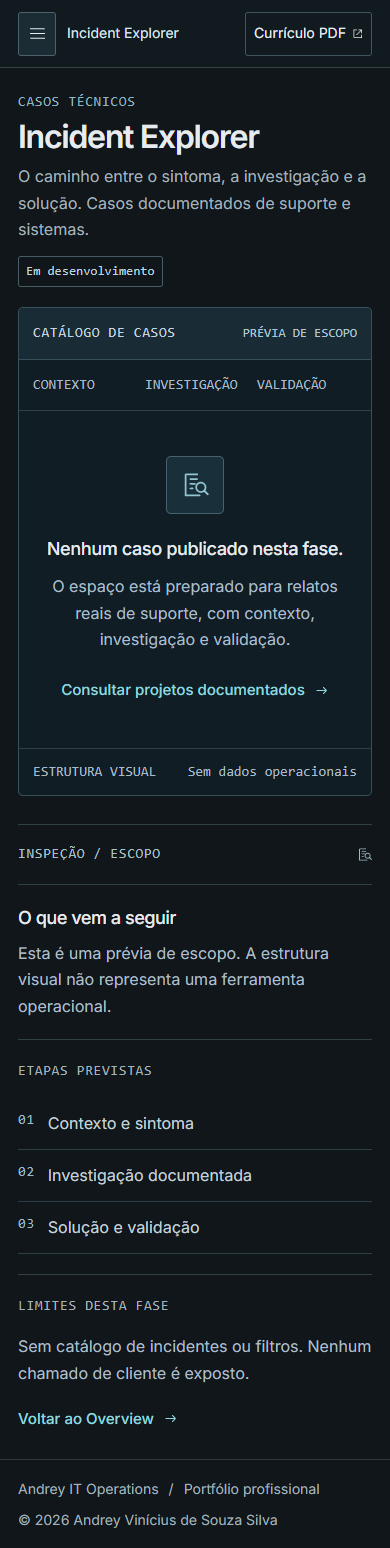 Incident Explorer
Currículo PDF
CASOS TÉCNICOS
Incident Explorer
O caminho entre o sintoma, a investigação e a
solução. Casos documentados de suporte e
sistemas.
Em desenvolvimento
CATÁLOGO DE CASOS
PRÉVIA DE ESCOPO
CONTEXTO
INVESTIGAÇÃO
VALIDAÇÃO
Nenhum caso publicado nesta fase.
O espaço está preparado para relatos
reais de suporte, com contexto,
investigação e validação.
Consultar projetos documentados →
ESTRUTURA VISUAL
Sem dados operacionais
INSPEÇÃO / ESCOPO
O que vem a seguir
Esta é uma prévia de escopo. A estrutura
visual não representa uma ferramenta
operacional.
ETAPAS PREVISTAS
01 Contexto e sintoma
02 Investigação documentada
03 Solução e validação
LIMITES DESTA FASE
Sem catálogo de incidentes ou filtros. Nenhum
chamado de cliente é exposto.
Voltar ao Overview →
Andrey IT Operations / Portfólio profissional
© 2026 Andrey Vinícius de Souza Silva